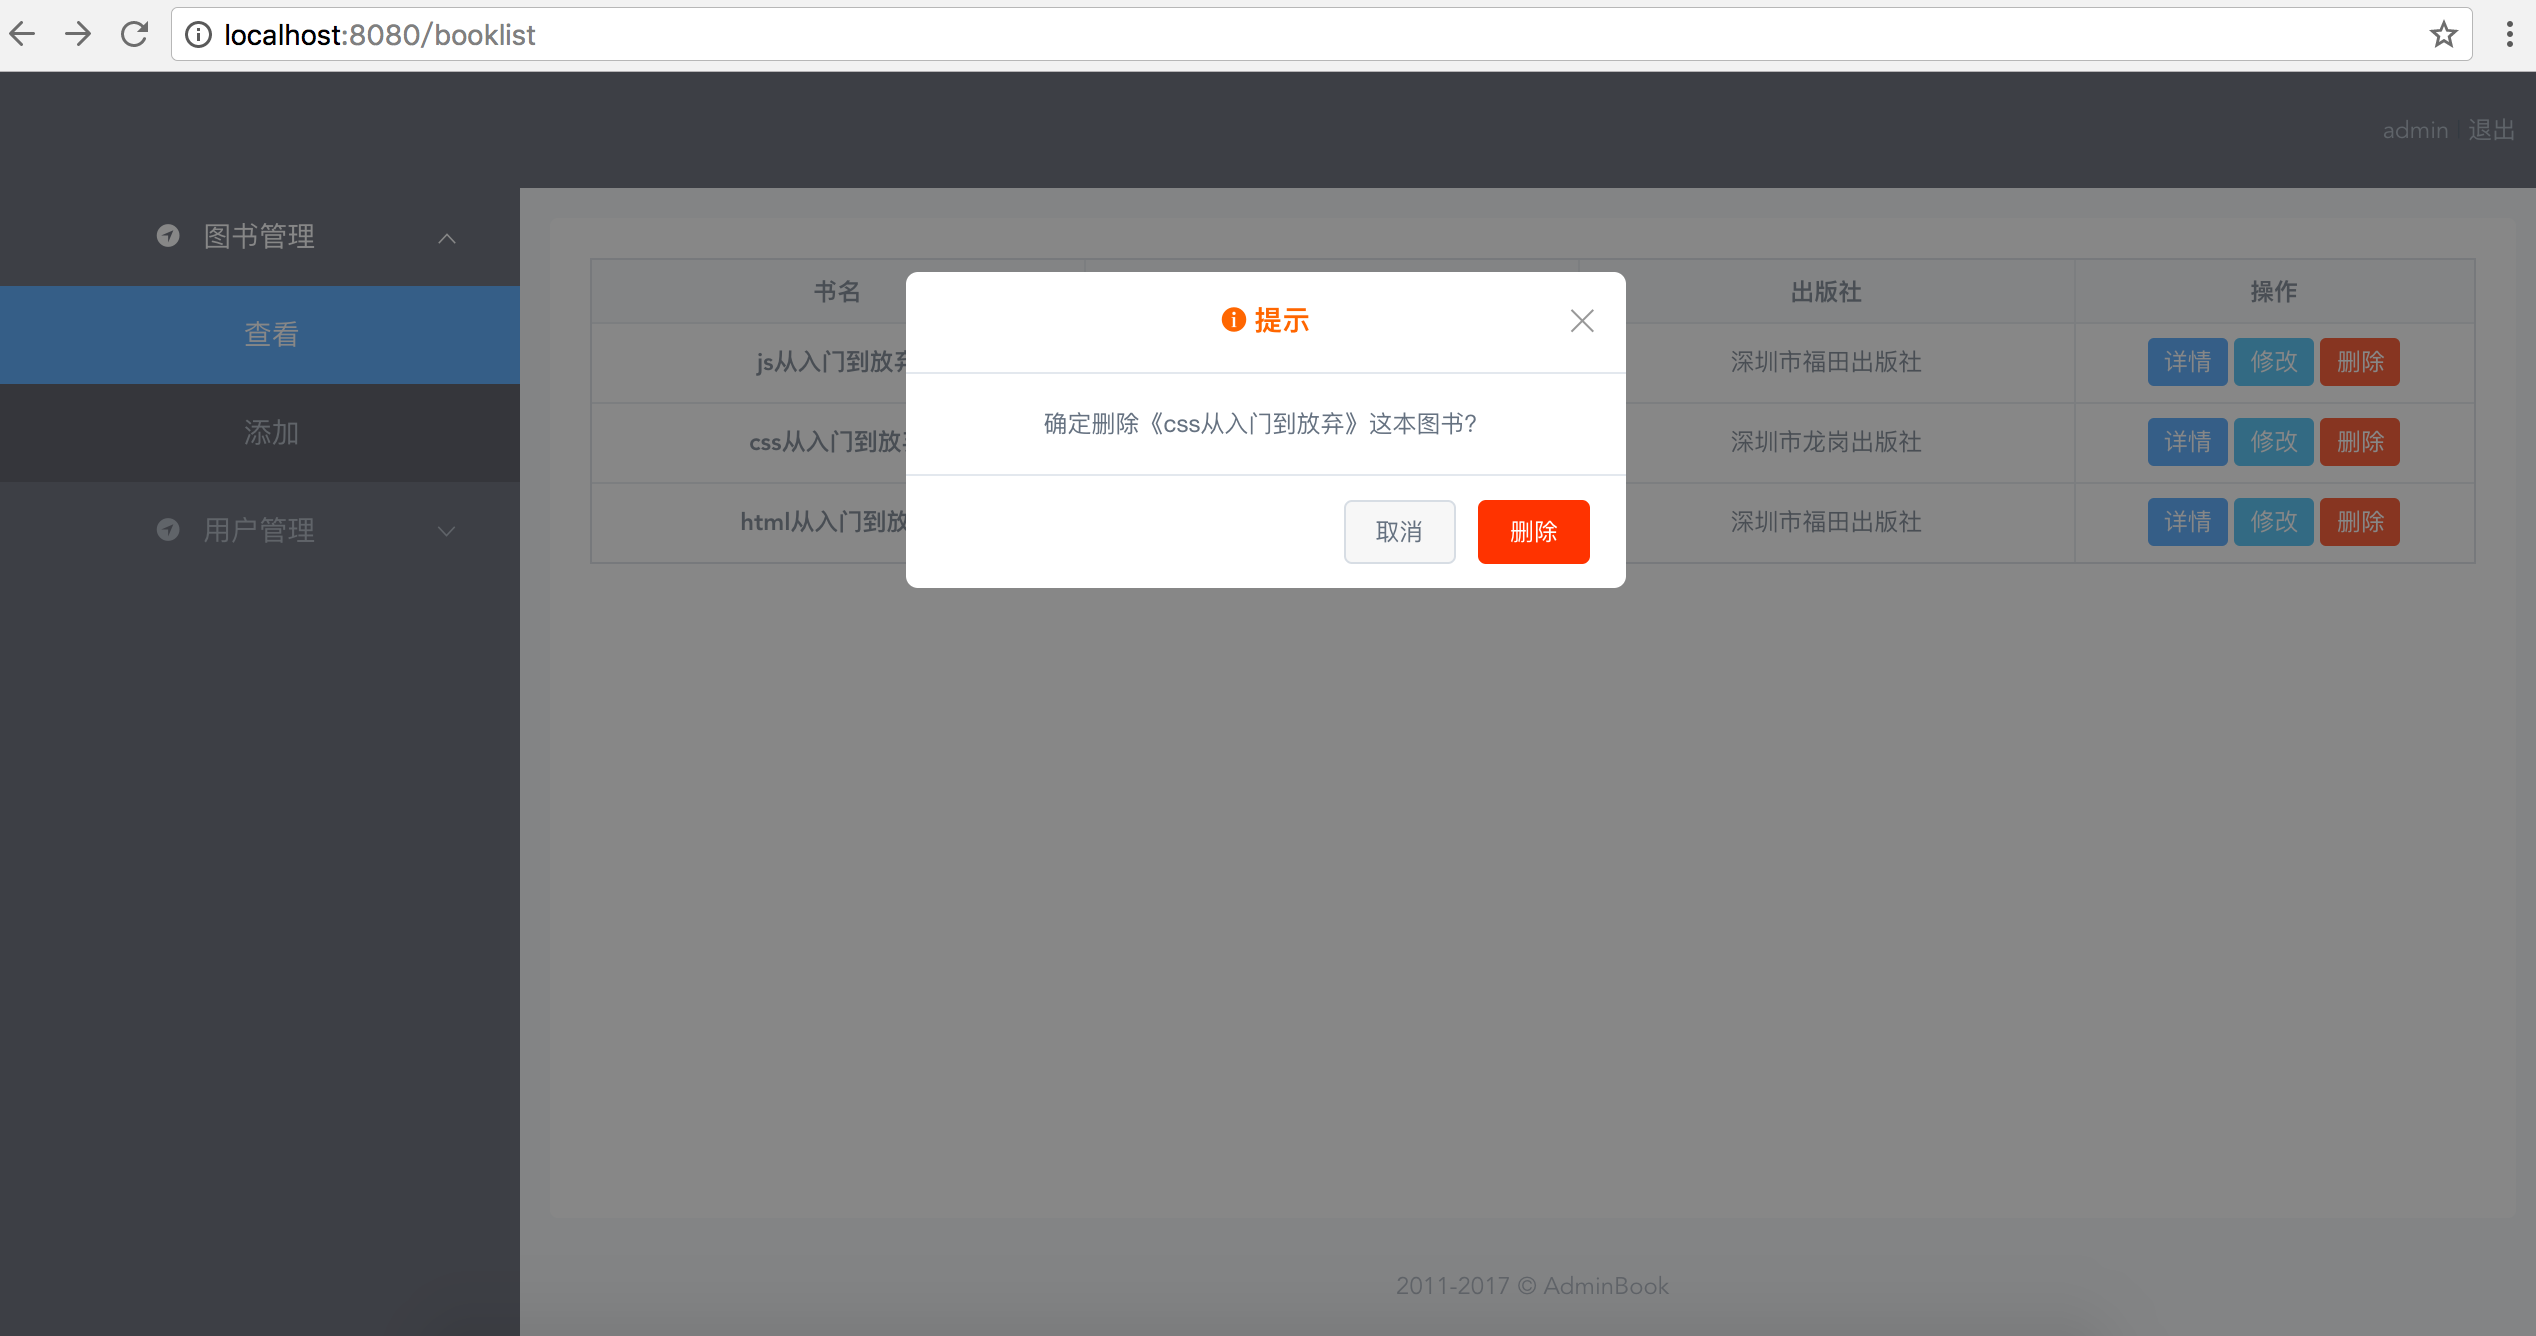 localhost:8080/booklist
admin 退出
图书管理
查看
添加
用户管理
书名 出版社 操作
js从入门到放 深圳市福田出版社 详情 修改 删除
css从入门到放 深圳市龙岗出版社 详情 修改 删除
html从入门到放 深圳市福田出版社 详情 修改 删除
提示
确定删除《css从入门到放弃》这本图书?
取消 删除
2011-2017 © AdminBook